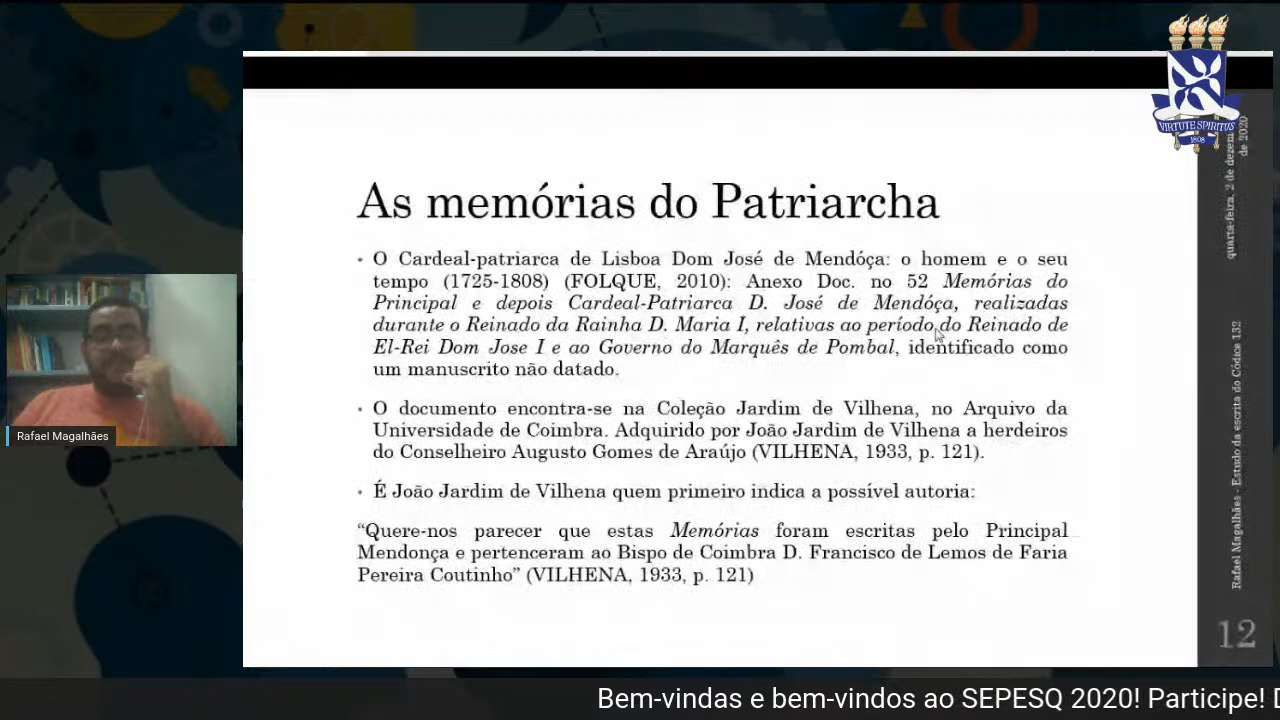 VIRTUTE SPIRITUS
1808
As memórias do Patriarcha
• O Cardeal-patriarca de Lisboa Dom José de Mendóça: o homem e o seu
tempo (1725-1808) (FOLQUE, 2010): Anexo Doc. no 52 Memórias do
Principal e depois Cardeal-Patriarca D. José de Mendóça, realizadas
durante o Reinado da Rainha D. Maria I, relativas ao período do Reinado de
El-Rei Dom Jose I e ao Governo do Marquês de Pombal, identificado como
um manuscrito não datado.
• O documento encontra-se na Coleção Jardim de Vilhena, no Arquivo da
Universidade de Coimbra. Adquirido por João Jardim de Vilhena a herdeiros
do Conselheiro Augusto Gomes de Araújo (VILHENA, 1933, p. 121).
• É João Jardim de Vilhena quem primeiro indica a possível autoria:
“Quere-nos parecer que estas Memórias foram escritas pelo Principal
Mendonça e pertenceram ao Bispo de Coimbra D. Francisco de Lemos de Faria
Pereira Coutinho” (VILHENA, 1933, p. 121)
quarta-feira, 2 de dezem
de 2020
Rafael Magalhães - Estudo da escrita do Códice 132
12
Rafael Magalhães
Bem-vindas e bem-vindos ao SEPESQ 2020! Participe! D